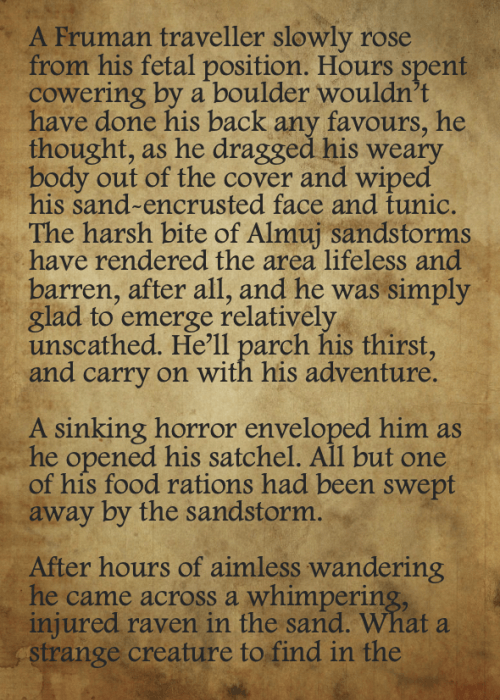 A Fruman traveller slowly rose
from his fetal position. Hours spent
cowering by a boulder wouldn't
have done his back any favours, he
thought, as he dragged his weary
body out of the cover and wiped
his sand-encrusted face and tunic.
The harsh bite of Almuj sandstorms
have rendered the area lifeless and
barren, after all, and he was simply
glad to emerge relatively
unscathed. He'll parch his thirst,
and carry on with his adventure.

A sinking horror enveloped him as
he opened his satchel. All but one
of his food rations had been swept
away by the sandstorm.

After hours of aimless wandering
he came across a whimpering,
injured raven in the sand. What a
strange creature to find in the